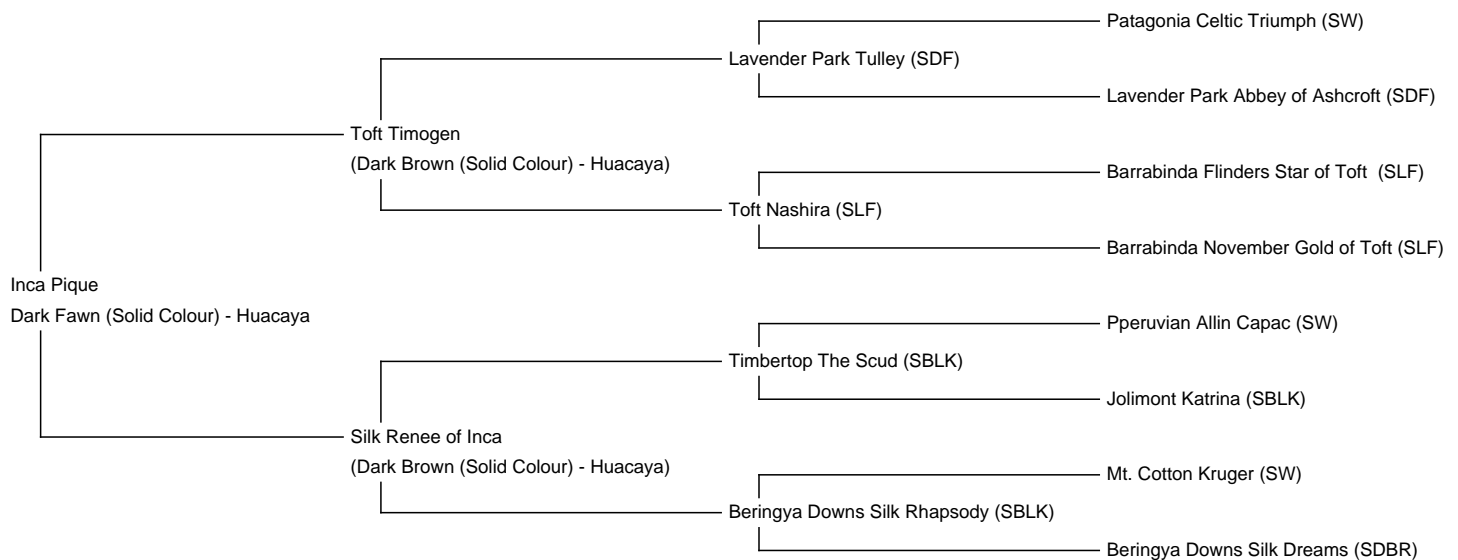 Patagonia Celtic Triumph (SW)
Lavender Park Tulley (SDF)
Lavender Park Abbey of Ashcroft (SDF)
Toft Timogen
(Dark Brown (Solid Colour) - Huacaya)
Barrabinda Flinders Star of Toft (SLF)
Toft Nashira (SLF)
Barrabinda November Gold of Toft (SLF)
Inca Pique
Dark Fawn (Solid Colour) - Huacaya
Pperuvian Allin Capac (SW)
Timbertop The Scud (SBLK)
Jolimont Katrina (SBLK)
Silk Renee of Inca
(Dark Brown (Solid Colour) - Huacaya)
Mt. Cotton Kruger (SW)
Beringya Downs Silk Rhapsody (SBLK)
Beringya Downs Silk Dreams (SDBR)